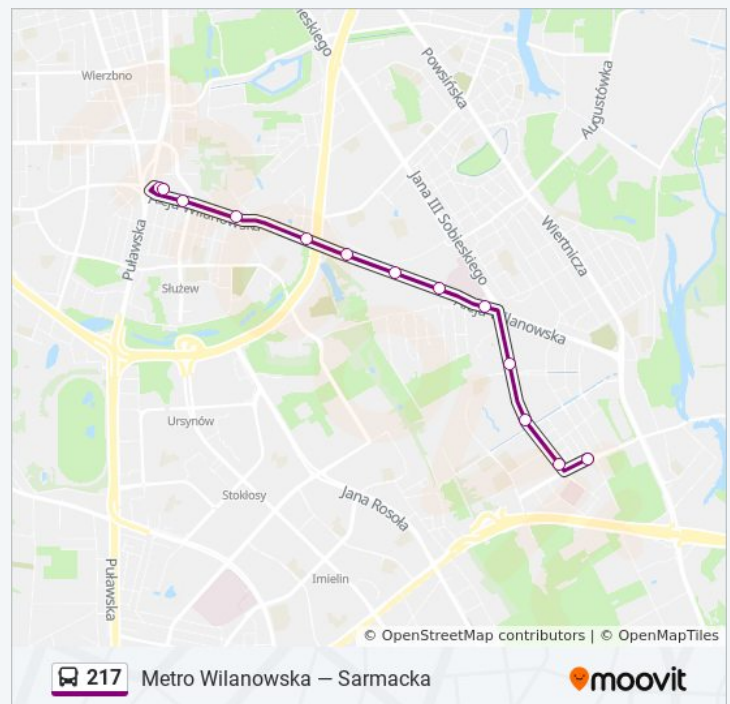 ieskiego
Wierzbno
Powsińska
Augustówka
Jana III Sobieskiego
Aleja Wilanowska
Puławska
Wiertnicza
Służew
Aleja Wilanowska
Ursynów
Stokłosy
Jana Rosoła
Puławska
Imielin
© OpenStreetMap contributors | © OpenMapTiles
217 Metro Wilanowska — Sarmacka
moovit